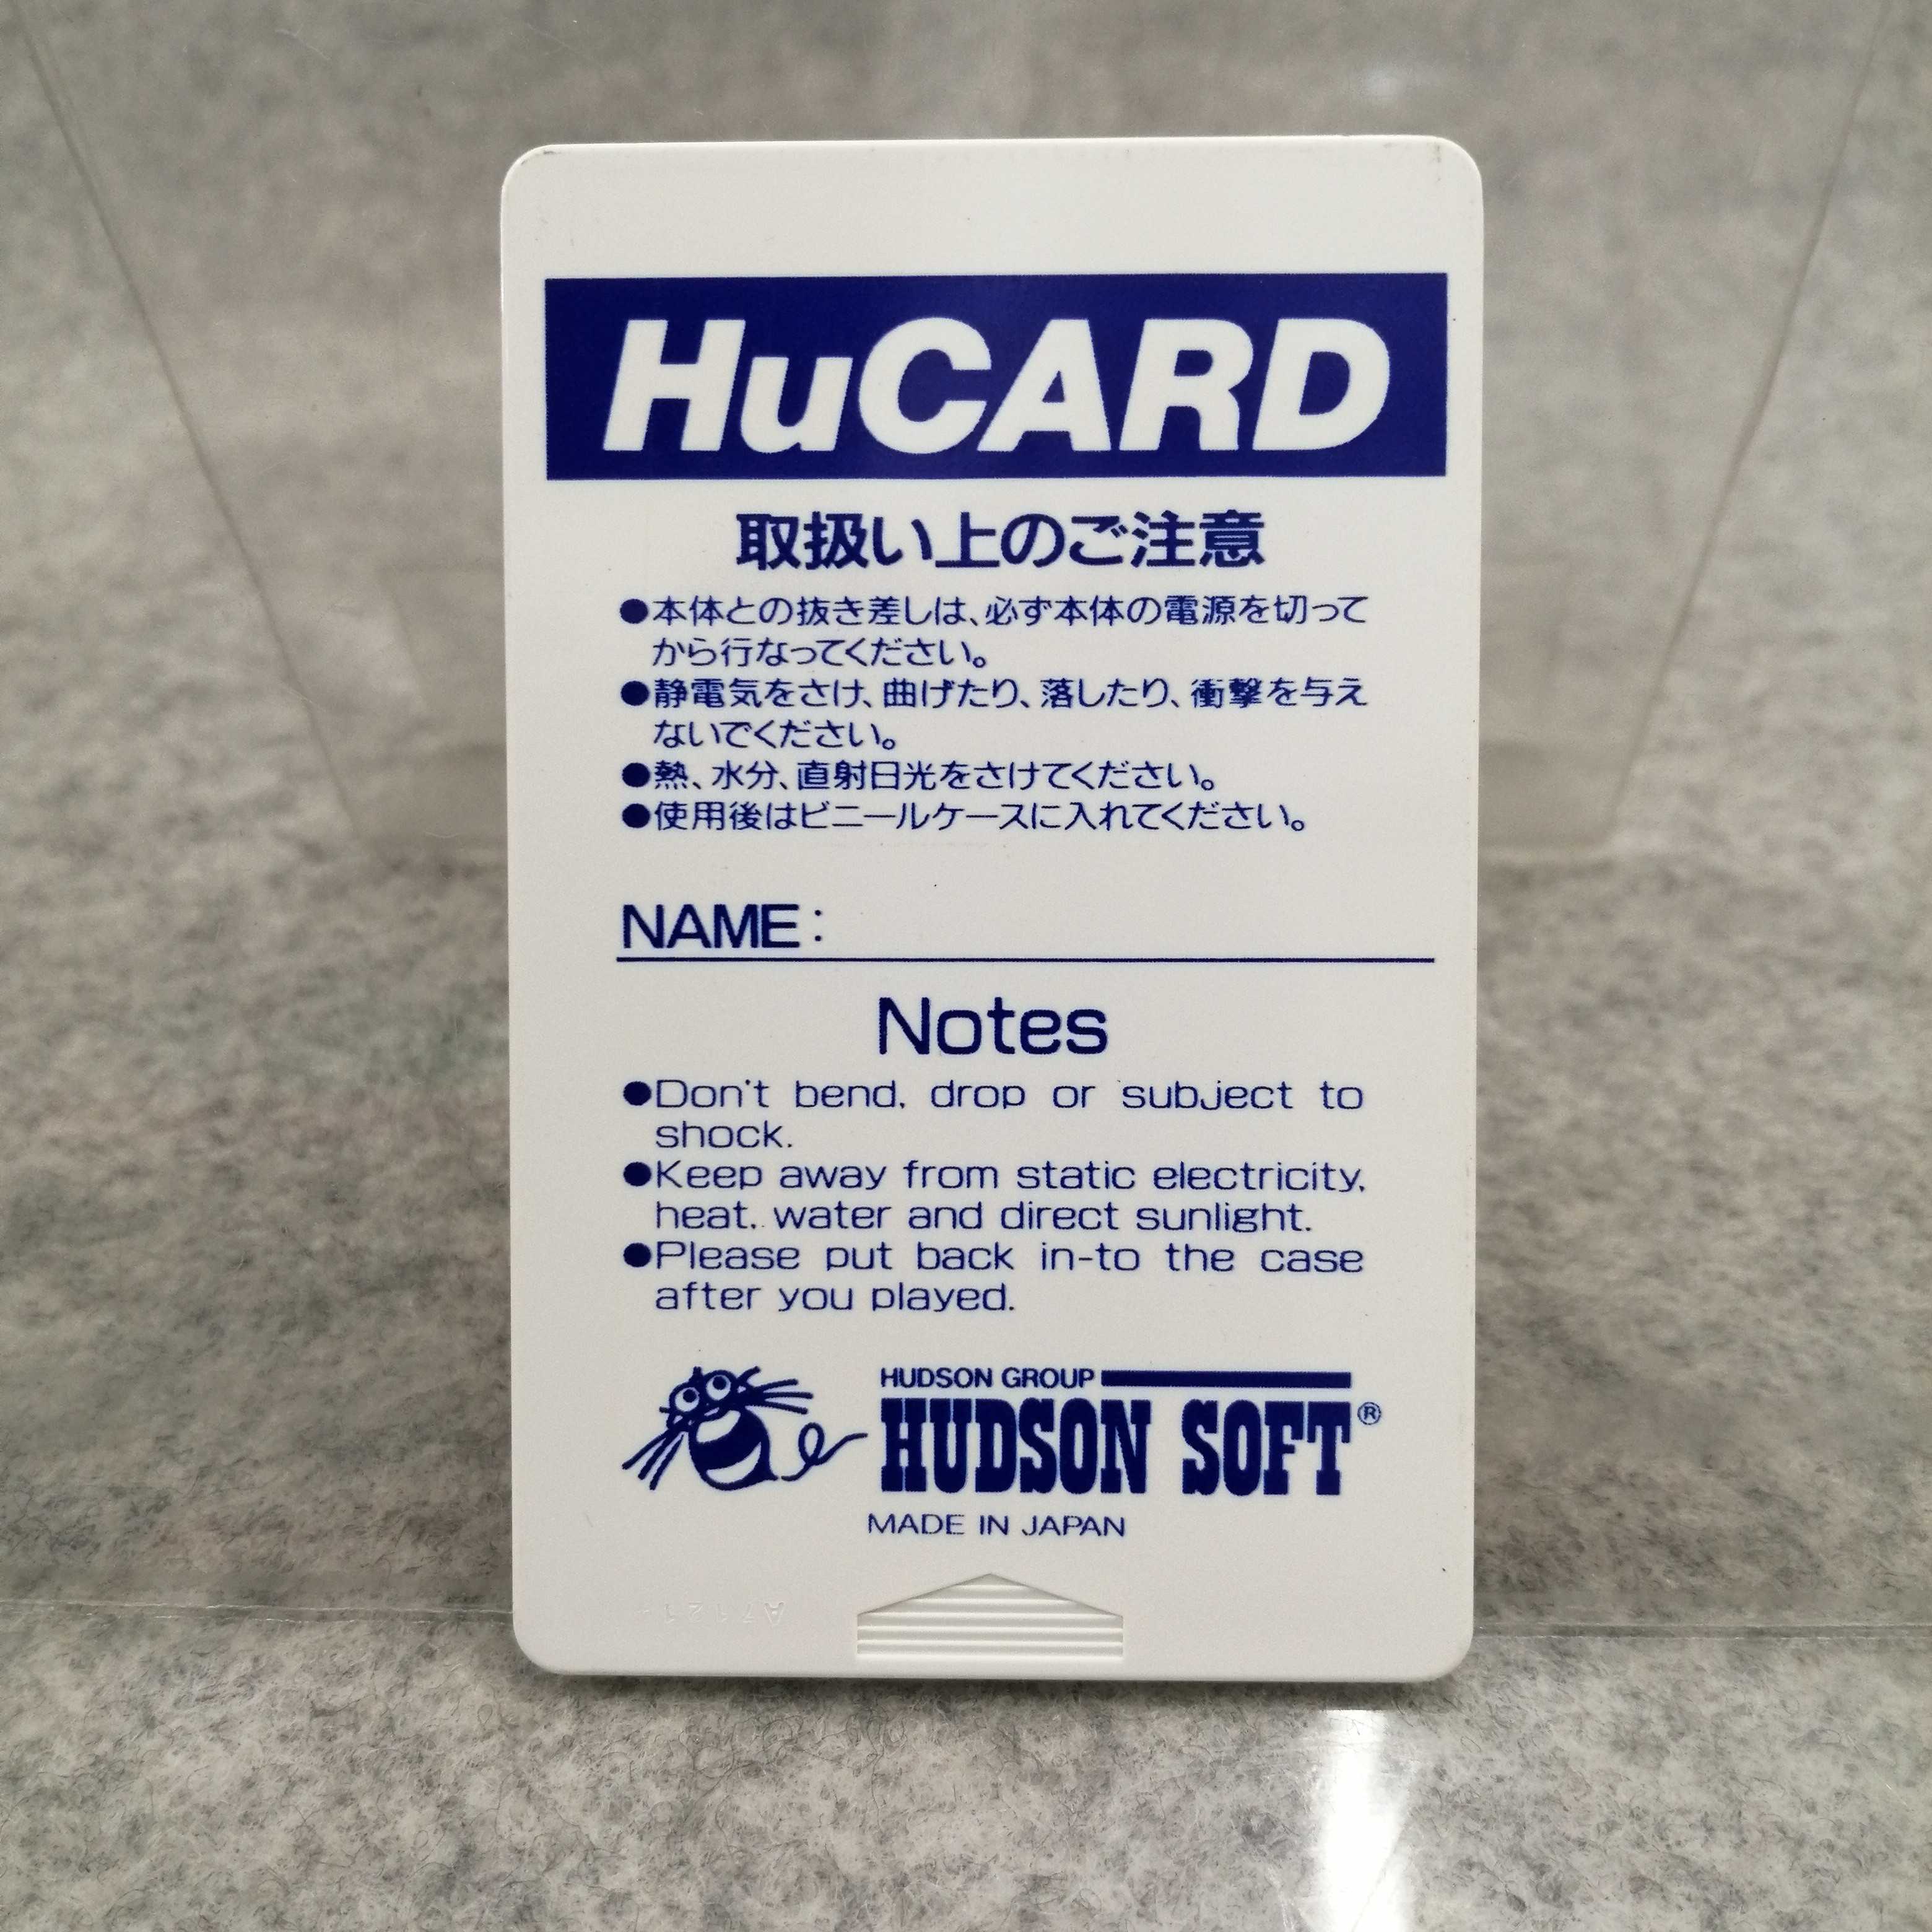 HuCARD
取扱い上のご注意
●本体との抜き差しは、必ず本体の電源を切って
から行なってください。
●静電気をさけ、曲げたり、落したり、衝撃を与え
ないでください。
●熱、水分、直射日光をさけてください。
●使用後はビニールケースに入れてください。
NAME:
Notes
●Don't bend, drop or subject to
shock.
●Keep away from static electricity,
heat, water and direct sunlight.
●Please put back in-to the case
after you played.
HUDSON GROUP
HUDSON SOFT®
MADE IN JAPAN